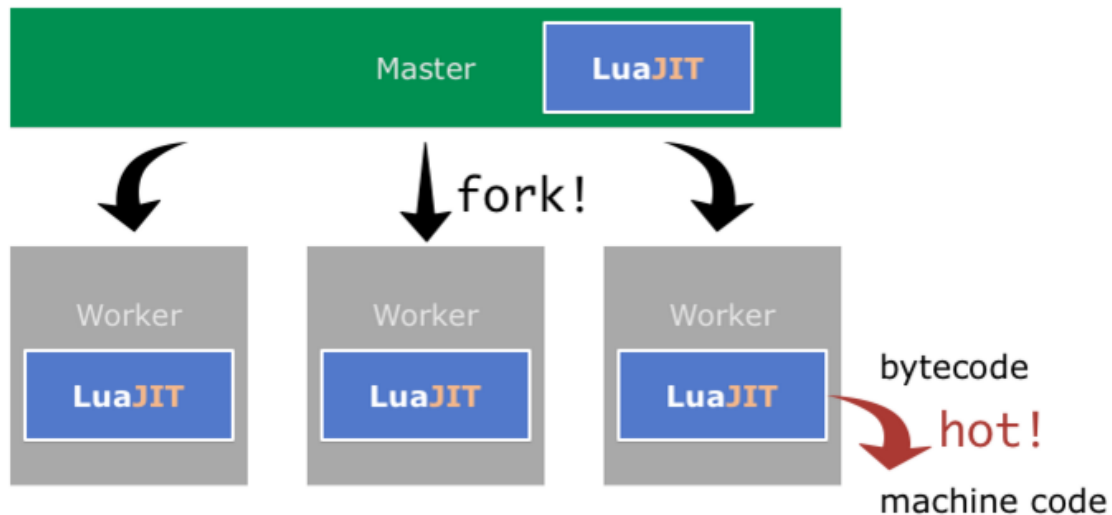 Master
LuaJIT
fork!
Worker
Worker
Worker
LuaJIT
LuaJIT
LuaJIT
bytecode
hot!
machine code